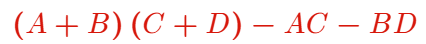 (A + B) (C + D) − AC − BD